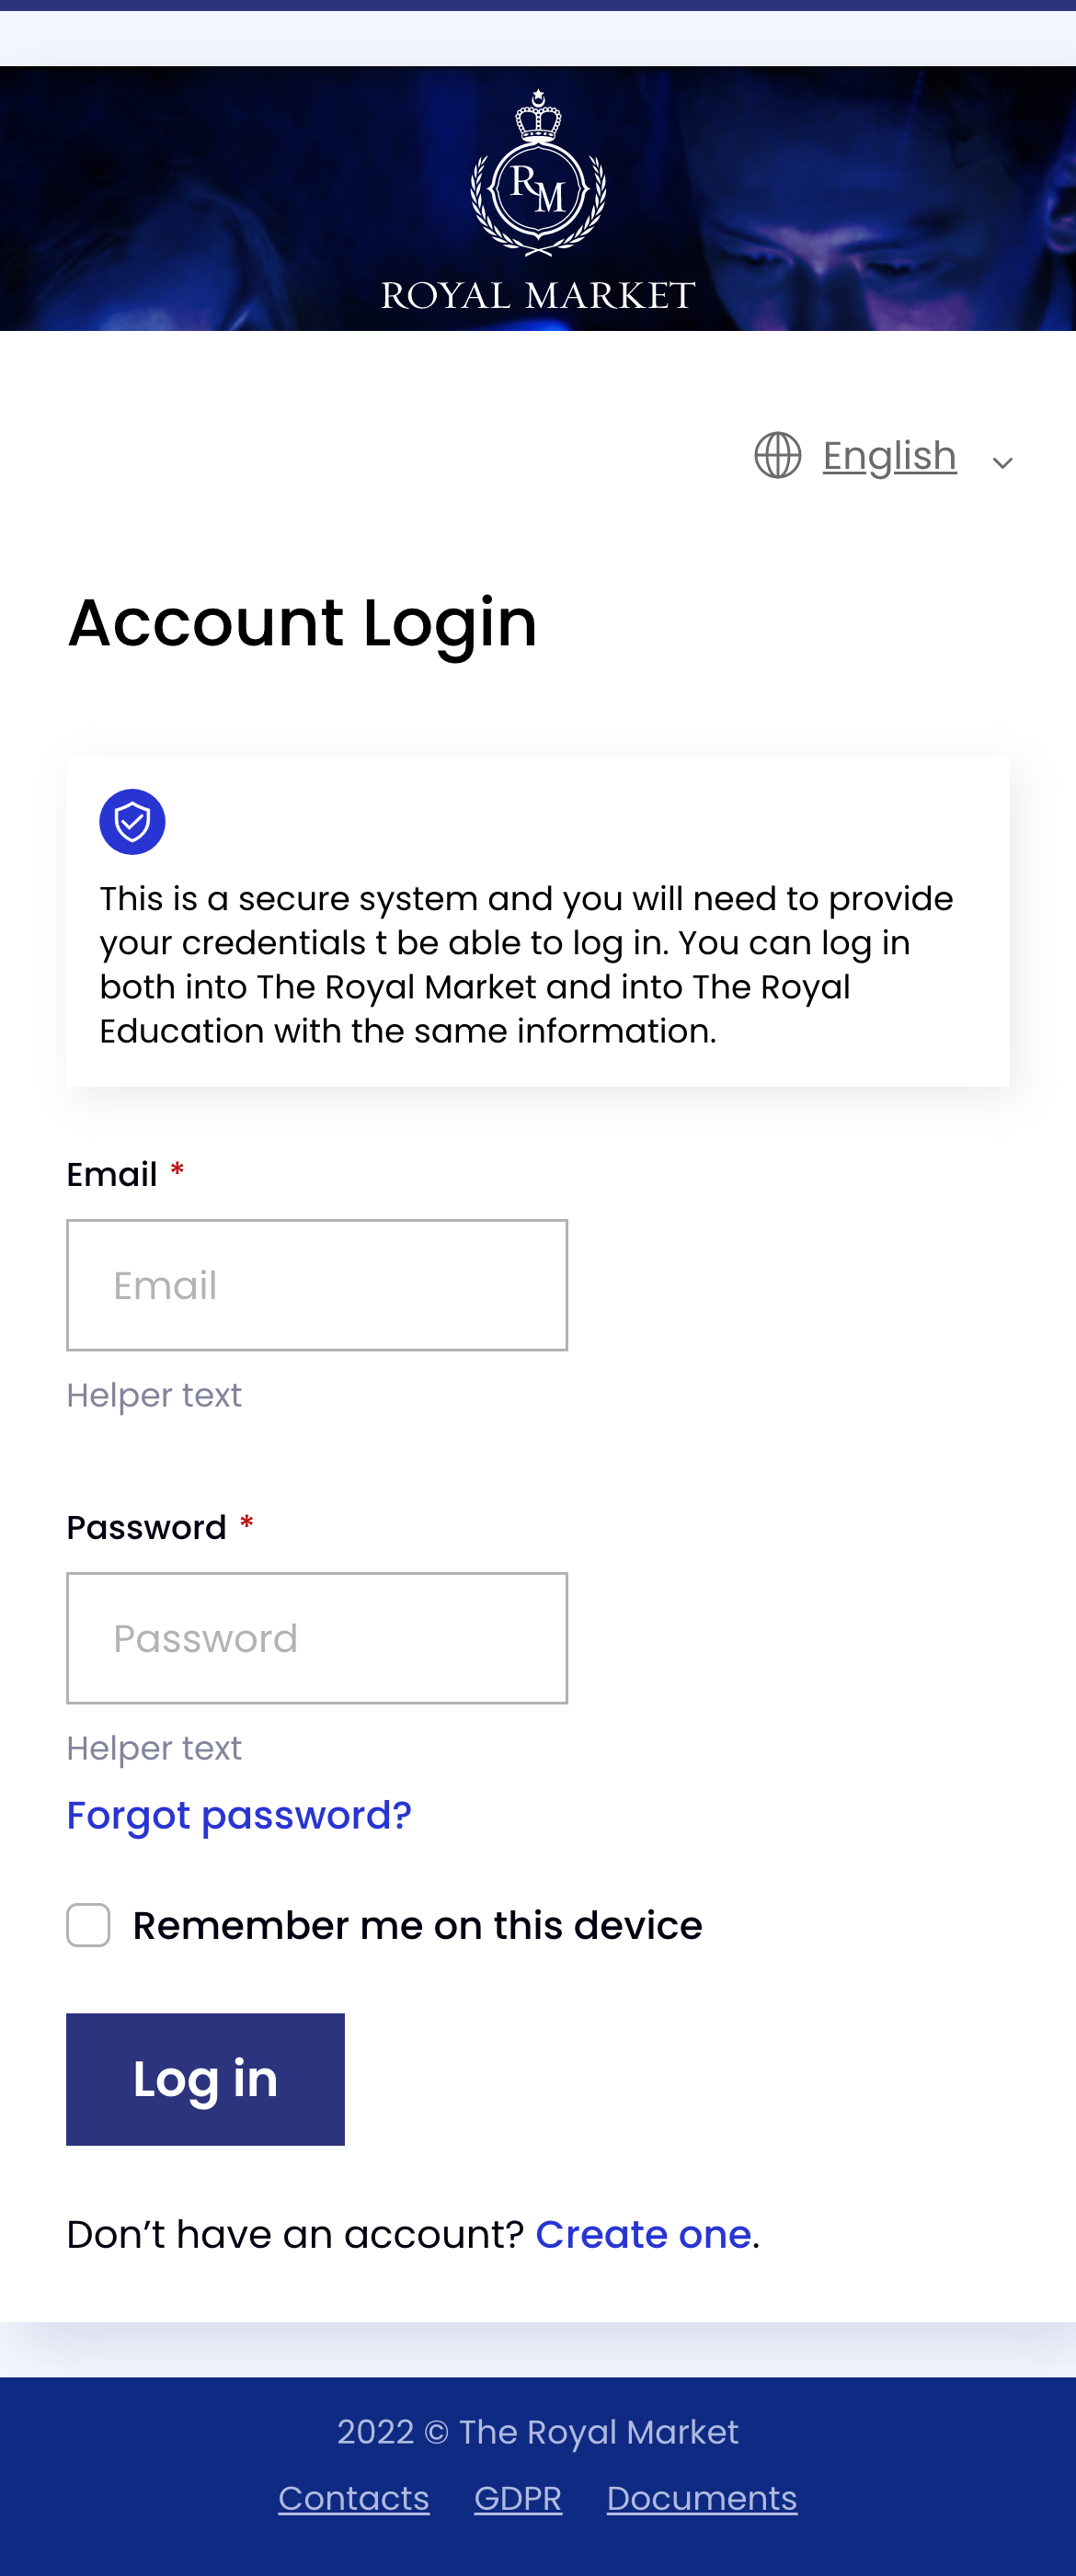 RM
ROYAL MARKET
English
Account Login
This is a secure system and you will need to provide
your credentials t be able to log in. You can log in
both into The Royal Market and into The Royal
Education with the same information.
Email *
Email
Helper text
Password *
Password
Helper text
Forgot password?
Remember me on this device
Log in
Don’t have an account? Create one.
2022 © The Royal Market
Contacts GDPR Documents